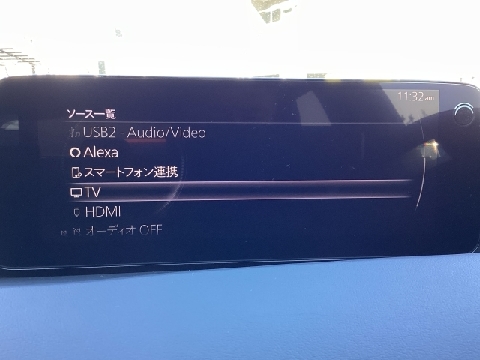 11:32 AM
ソース一覧
USB2 - Audio/Video
Alexa
スマートフォン連携
TV
HDMI
オーディオ OFF